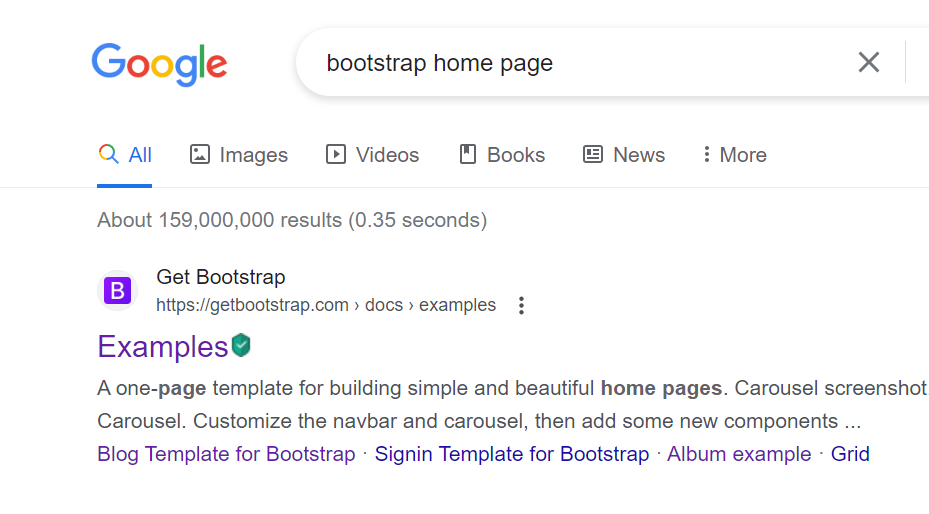 Google
bootstrap home page
All Images Videos Books News More
About 159,000,000 results (0.35 seconds)
B
Get Bootstrap
https://getbootstrap.com › docs › examples
Examples
A one-page template for building simple and beautiful home pages. Carousel screenshot
Carousel. Customize the navbar and carousel, then add some new components ...
Blog Template for Bootstrap · Signin Template for Bootstrap · Album example · Grid